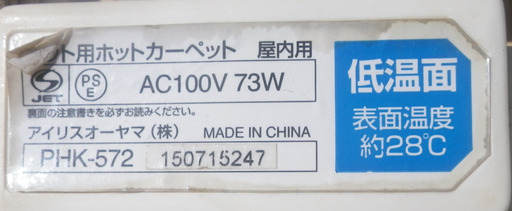 ト用ホットカーペット 屋内用
S
JET
PS
E
AC100V 73W
裏面の注意書きを必ずお読みください。
アイリスオーヤマ(株) MADE IN CHINA
PHK-572 150715247
低温面
表面温度
約28℃